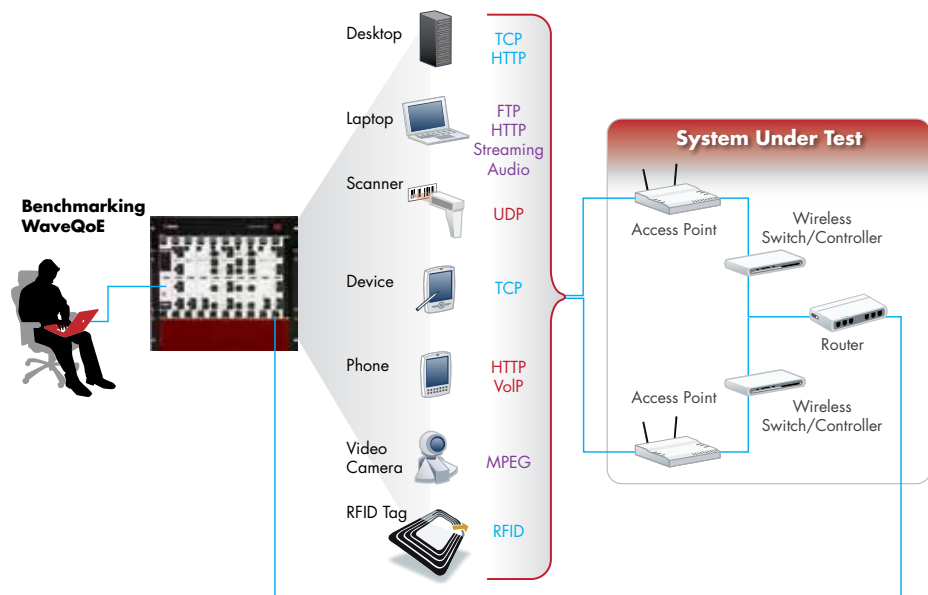 Benchmarking
WaveQoE
Desktop
TCP
HTTP
Laptop
FTP
HTTP
Streaming
Audio
Scanner
UDP
Device
TCP
Phone
HTTP
VoIP
Video
Camera
MPEG
RFID Tag
RFID
System Under Test
Access Point
Wireless
Switch/Controller
Router
Access Point
Wireless
Switch/Controller